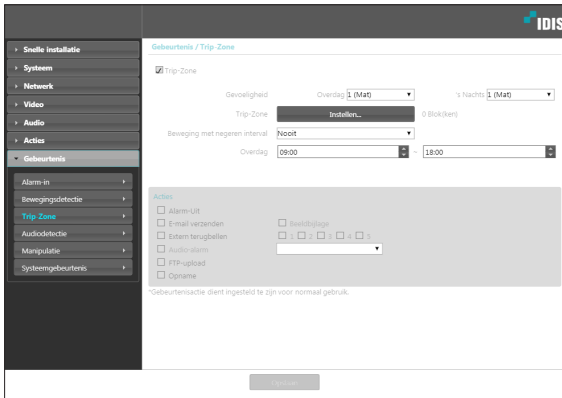 IDIS
Snelle installatie
Systeem
Netwerk
Video
Audio
Acties
Gebeurtenis
Alarm-in
Bewegingsdetectie
Trip Zone
Audiodetectie
Manipulatie
Systeemgebeurtenis
Gebeurtenis / Trip-Zone
Trip-Zone
Gevoeligheid Overdag 1 (Mat) 's Nachts 1 (Mat)
Trip-Zone Instellen... 0 Blok(ken)
Beweging met negeren interval Nooit
Overdag 09:00 ~ 18:00
Acties
Alarm-Uit
E-mail verzenden Beeldbijlage
Extern terugbellen 1 2 3 4 5
Audio-alarm
FTP-upload
Opname
*Gebeurtenisactie dient ingesteld te zijn voor normaal gebruik.